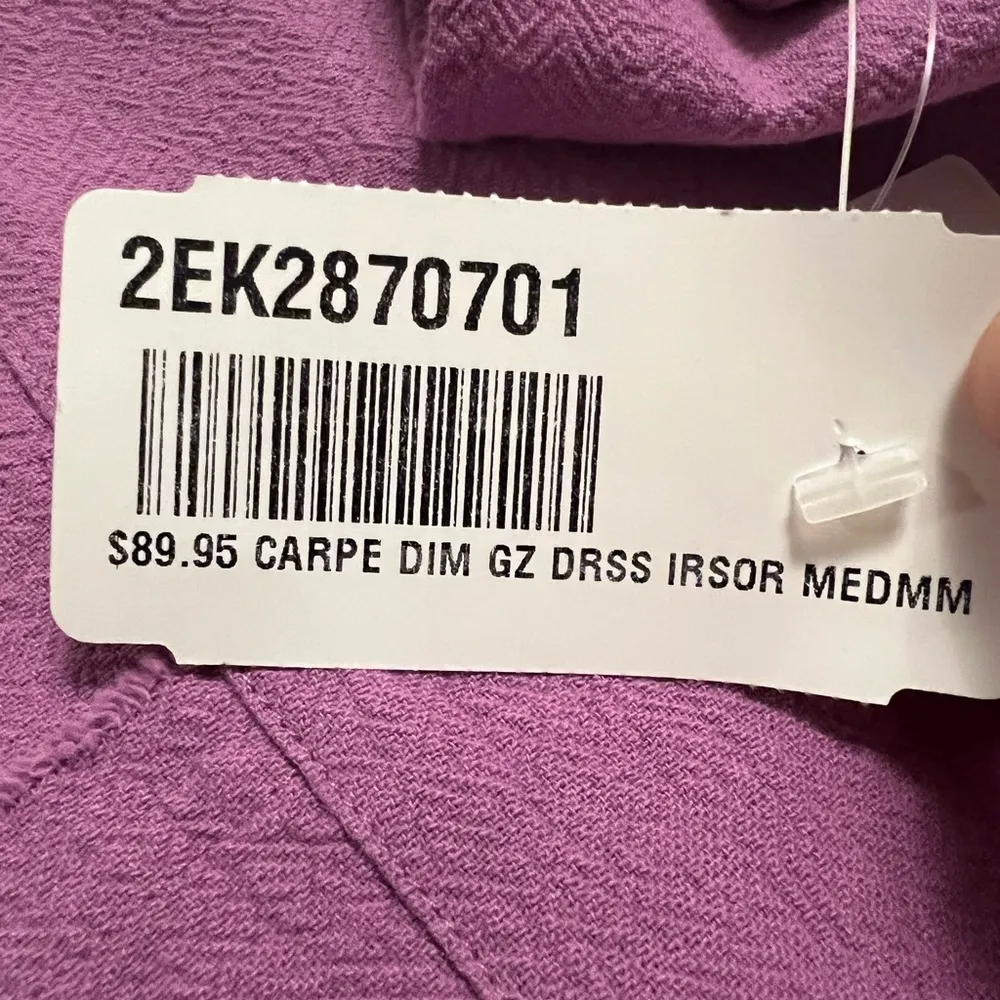 2EK2870701
$89.95 CARPE DIM GZ DRSS IRSOR MEDMM